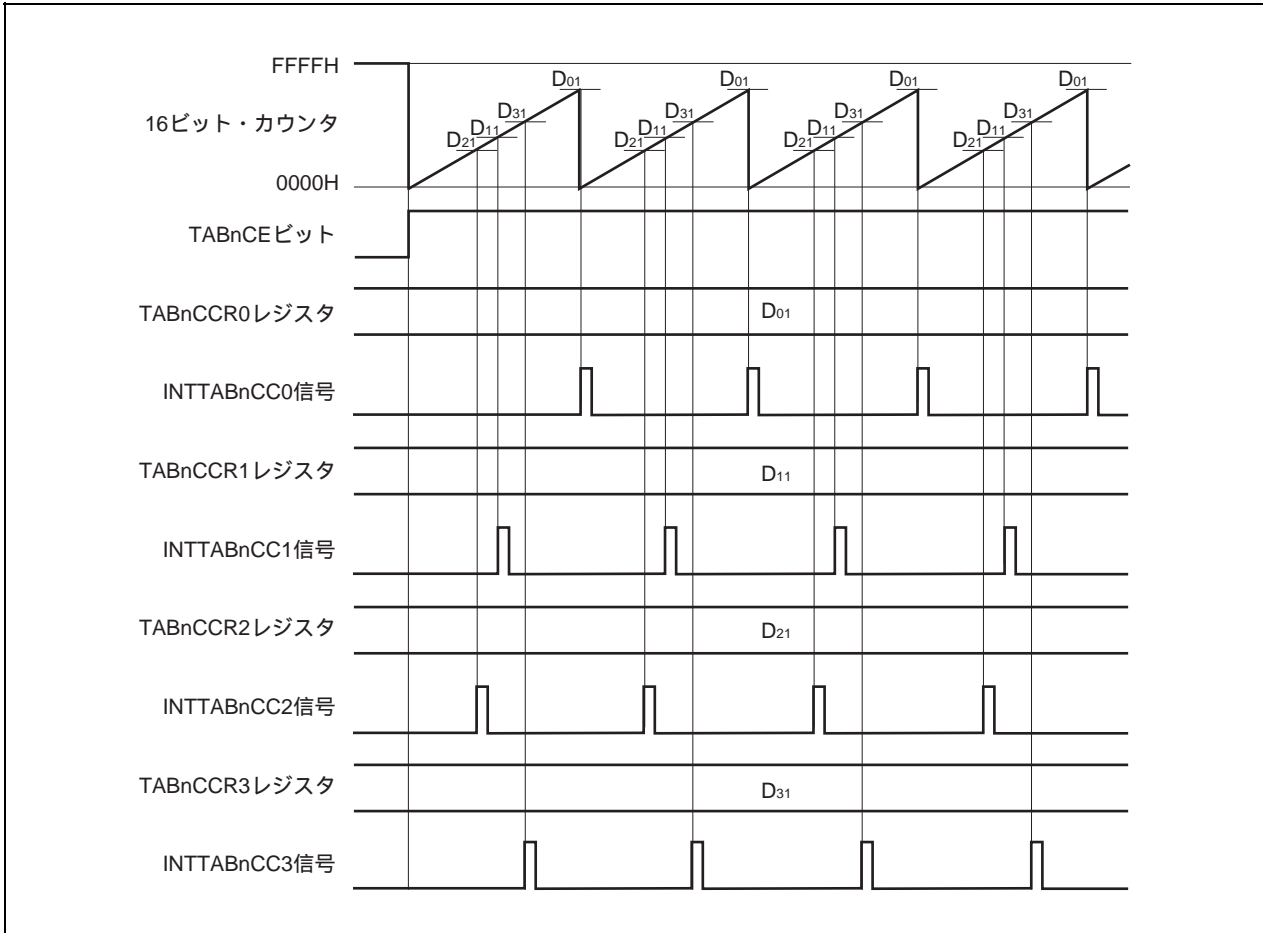 FFFFH
16ビット・カウンタ
0000H
D01 D01 D01 D01
D31 D31 D31 D31
D11 D11 D11 D11
D21 D21 D21 D21
TABnCEビット
TABnCCR0レジスタ
D01
INTTABnCC0信号
TABnCCR1レジスタ
D11
INTTABnCC1信号
TABnCCR2レジスタ
D21
INTTABnCC2信号
TABnCCR3レジスタ
D31
INTTABnCC3信号